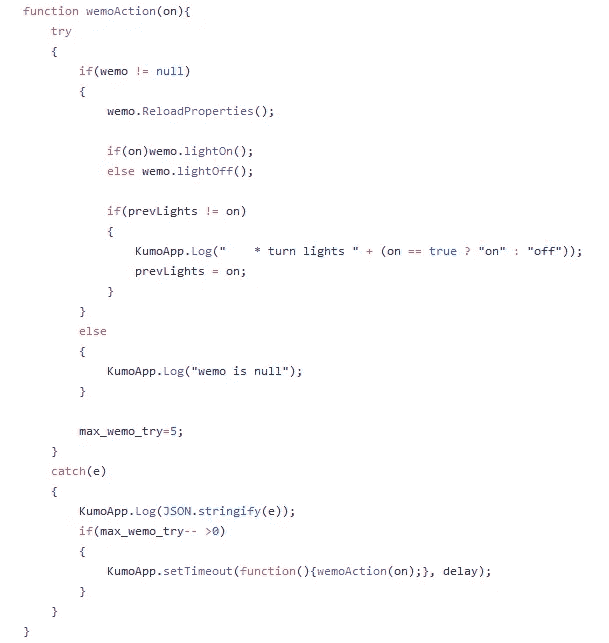 function wemoAction(on){
    try
    {
        if(wemo != null)
        {
            wemo.ReloadProperties();

            if(on)wemo.lightOn();
            else wemo.lightOff();

            if(prevLights != on)
            {
                KumoApp.Log("    * turn lights " + (on == true ? "on" : "off"));
                prevLights = on;
            }
        }
        else
        {
            KumoApp.Log("wemo is null");
        }

        max_wemo_try=5;
    }
    catch(e)
    {
        KumoApp.Log(JSON.stringify(e));
        if(max_wemo_try-- >0)
        {
            KumoApp.setTimeout(function(){wemoAction(on);}, delay);
        }
    }
}